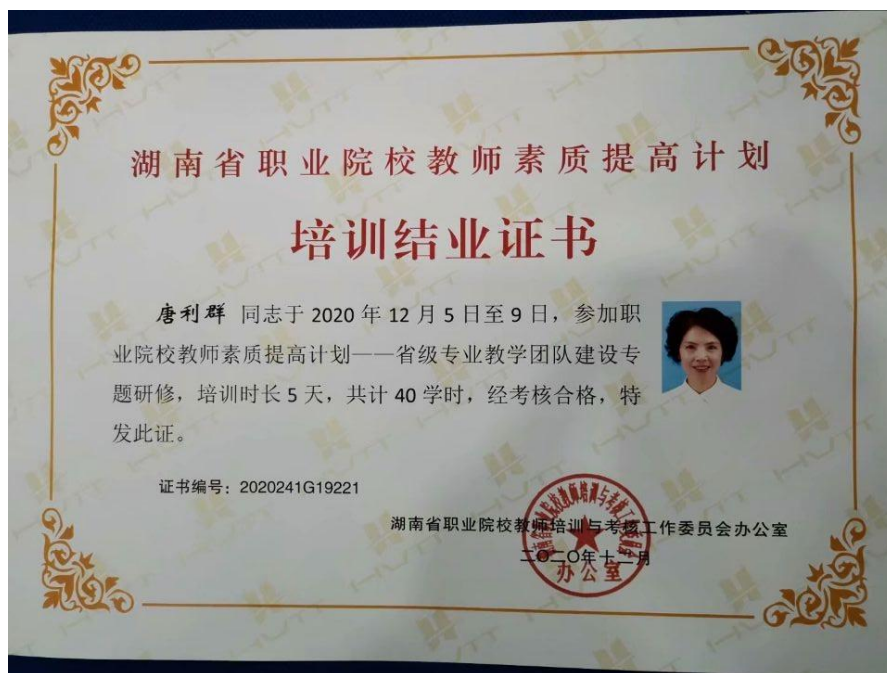 湖南省职业院校教师素质提高计划
培训结业证书
唐利群 同志于 2020 年 12 月 5 日至 9 日，参加职
业院校教师素质提高计划——省级专业教学团队建设专
题研修，培训时长 5 天，共计 40 学时，经考核合格，特
发此证。
证书编号：2020241G19221
湖南省职业院校教师培训与考核工作委员会办公室
二〇二〇年十二月
办公室
HVTT